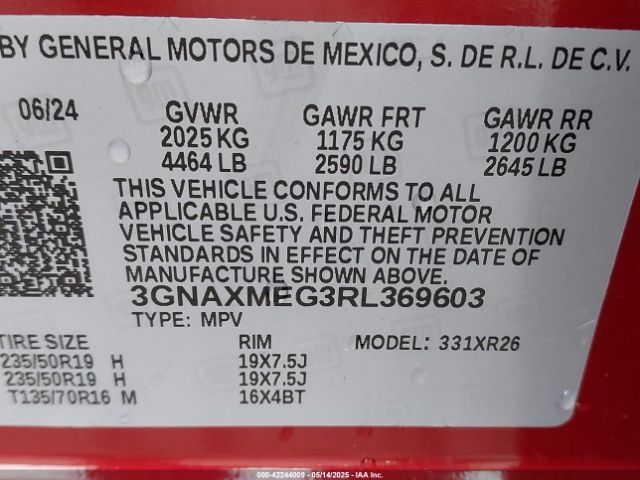 BY GENERAL MOTORS DE MEXICO, S. DE R.L. DE C.V.
06/24 GVWR GAWR FRT GAWR RR
2025 KG 1175 KG 1200 KG
4464 LB 2590 LB 2645 LB
THIS VEHICLE CONFORMS TO ALL
APPLICABLE U.S. FEDERAL MOTOR
VEHICLE SAFETY AND THEFT PREVENTION
STANDARDS IN EFFECT ON THE DATE OF
MANUFACTURE SHOWN ABOVE.
3GNAXMEG3RL369603
TYPE: MPV MODEL: 331XR26
TIRE SIZE RIM
235/50R19 H 19X7.5J
235/50R19 H 19X7.5J
T135/70R16 M 16X4BT
000-42244009 - 05/14/2025 - IAA Inc.